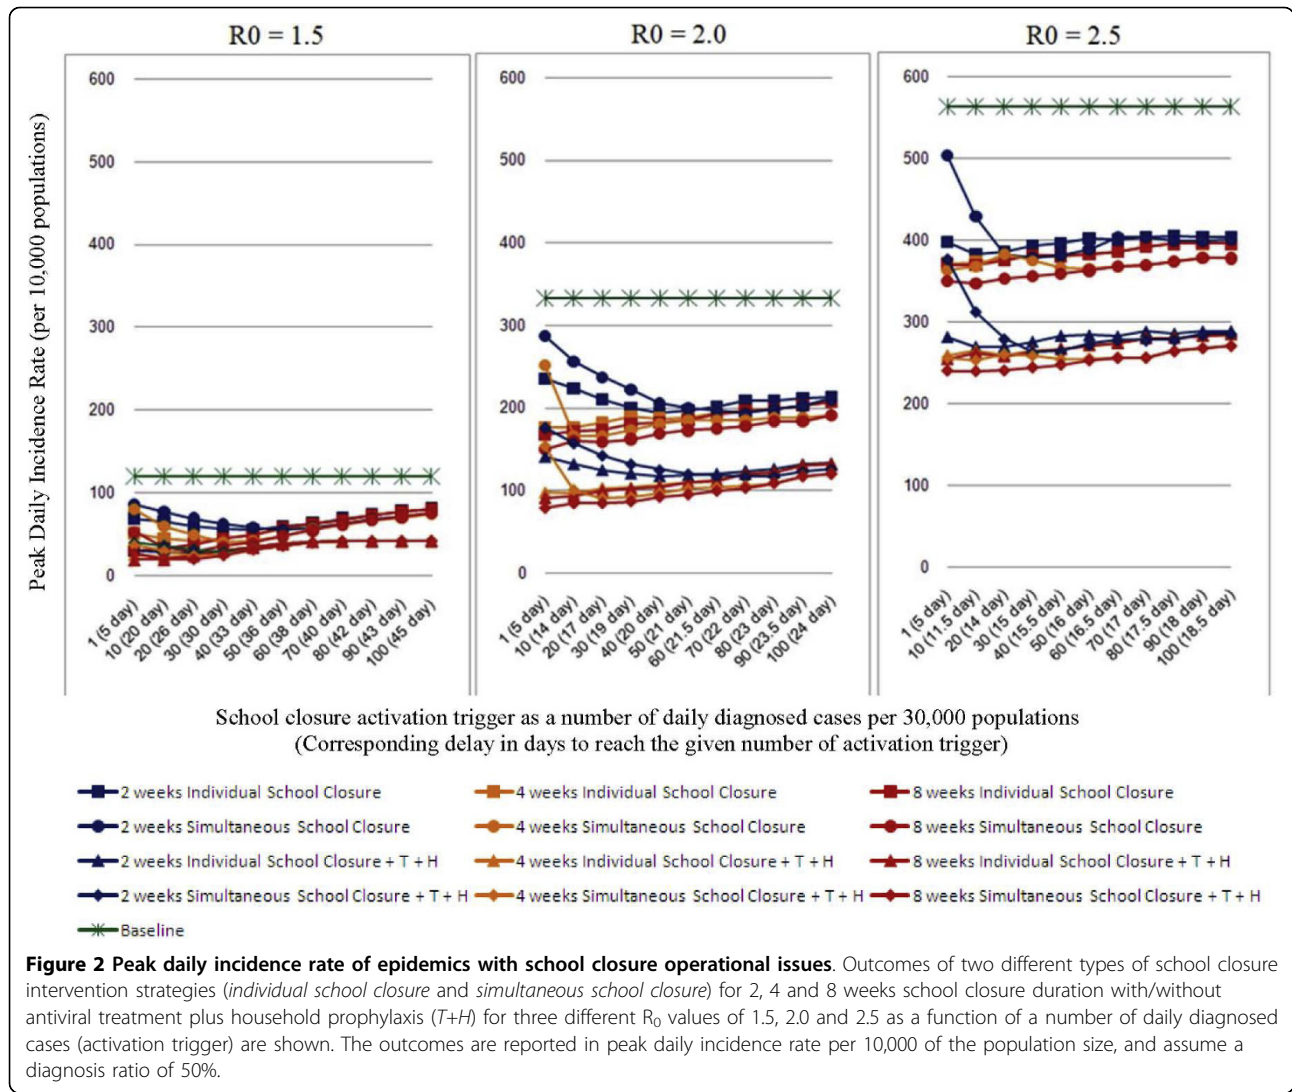 R0 = 1.5
R0 = 2.0
R0 = 2.5
Peak Daily Incidence Rate (per 10,000 populations)
600
500
400
300
200
100
0
1 (5 day)
10 (20 day)
20 (26 day)
30 (30 day)
40 (33 day)
50 (36 day)
60 (38 day)
70 (40 day)
80 (42 day)
90 (43 day)
100 (45 day)
600
500
400
300
200
100
0
1 (5 day)
10 (14 day)
20 (17 day)
30 (19 day)
40 (20 day)
50 (21 day)
60 (21.5 day)
70 (22 day)
80 (23 day)
90 (23.5 day)
100 (24 day)
600
500
400
300
200
100
0
1 (5 day)
10 (11.5 day)
20 (14 day)
30 (15 day)
40 (15.5 day)
50 (16 day)
60 (16.5 day)
70 (17 day)
80 (17.5 day)
90 (18 day)
100 (18.5 day)
School closure activation trigger as a number of daily diagnosed cases per 30,000 populations
(Corresponding delay in days to reach the given number of activation trigger)
2 weeks Individual School Closure
4 weeks Individual School Closure
8 weeks Individual School Closure
2 weeks Simultaneous School Closure
4 weeks Simultaneous School Closure
8 weeks Simultaneous School Closure
2 weeks Individual School Closure + T + H
4 weeks Individual School Closure + T + H
8 weeks Individual School Closure + T + H
2 weeks Simultaneous School Closure + T + H
4 weeks Simultaneous School Closure + T + H
8 weeks Simultaneous School Closure + T + H
Baseline
Figure 2 Peak daily incidence rate of epidemics with school closure operational issues. Outcomes of two different types of school closure
intervention strategies (individual school closure and simultaneous school closure) for 2, 4 and 8 weeks school closure duration with/without
antiviral treatment plus household prophylaxis (T+H) for three different R0 values of 1.5, 2.0 and 2.5 as a function of a number of daily diagnosed
cases (activation trigger) are shown. The outcomes are reported in peak daily incidence rate per 10,000 of the population size, and assume a
diagnosis ratio of 50%.